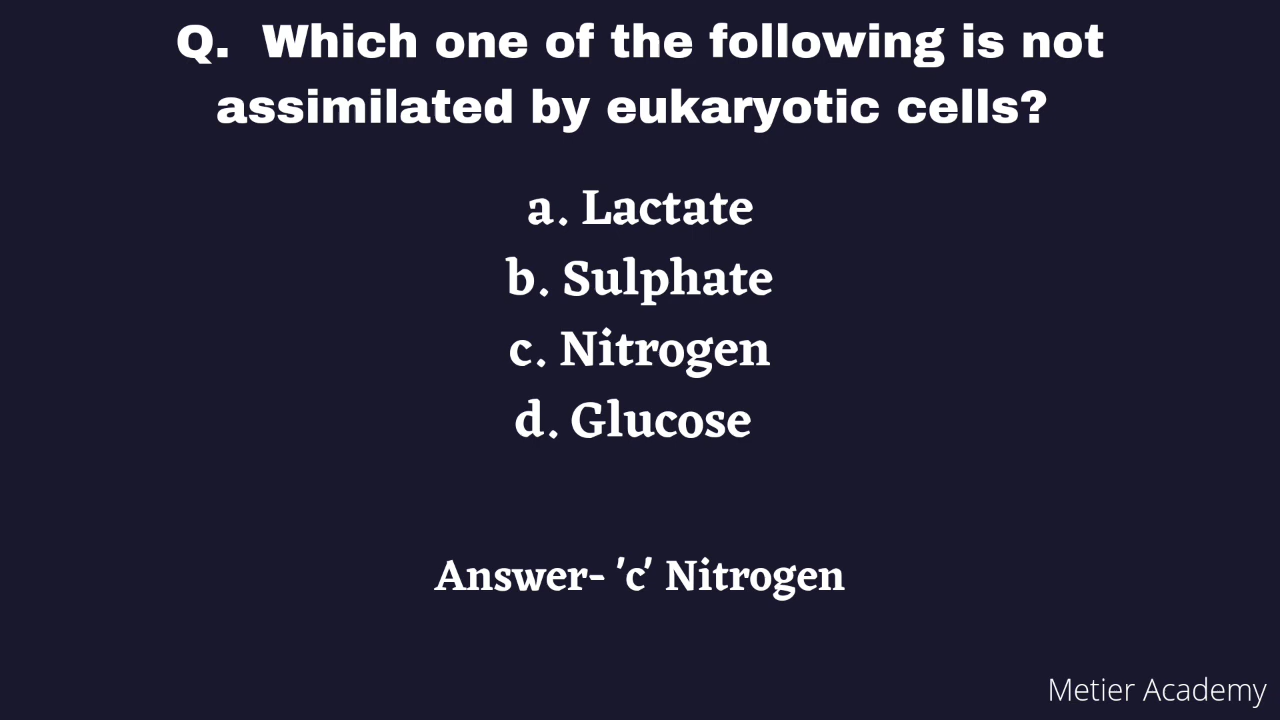 Q. Which one of the following is not
assimilated by eukaryotic cells?
a. Lactate
b. Sulphate
c. Nitrogen
d. Glucose
Answer- 'c' Nitrogen
Metier Academy